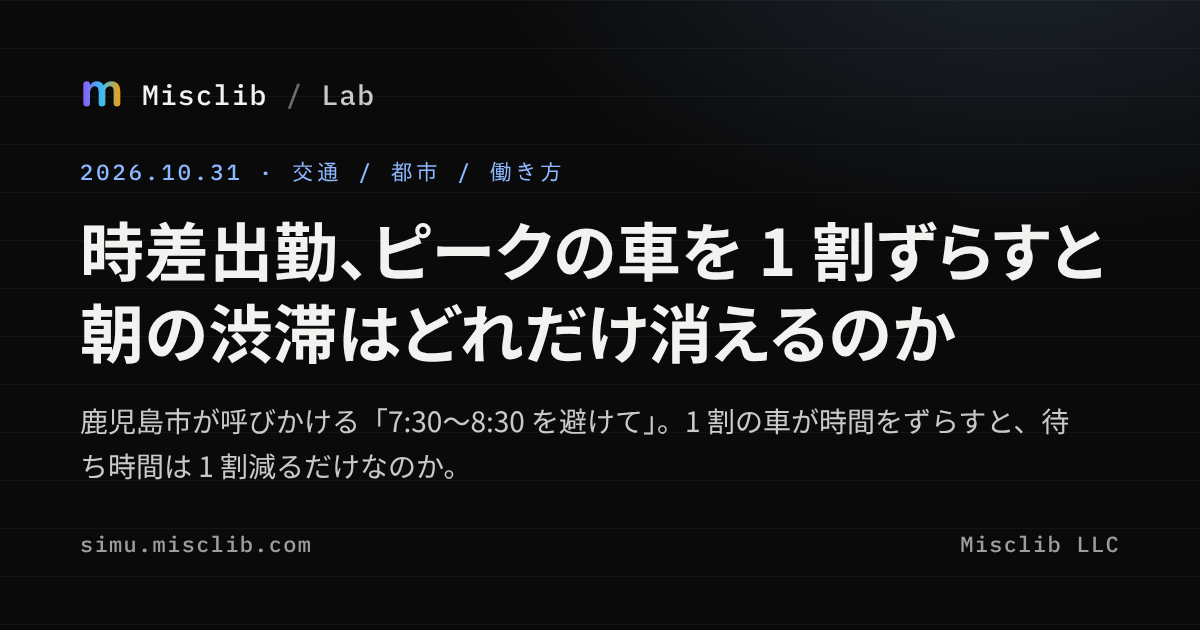 m Misclib / Lab
2026.10.31 · 交通 / 都市 / 働き方
時差出勤、ピークの車を 1 割ずらすと
朝の渋滞はどれだけ消えるのか
鹿児島市が呼びかける「7:30〜8:30 を避けて」。1 割の車が時間をずらすと、待
ち時間は 1 割減るだけなのか。
simu.misclib.com
Misclib LLC